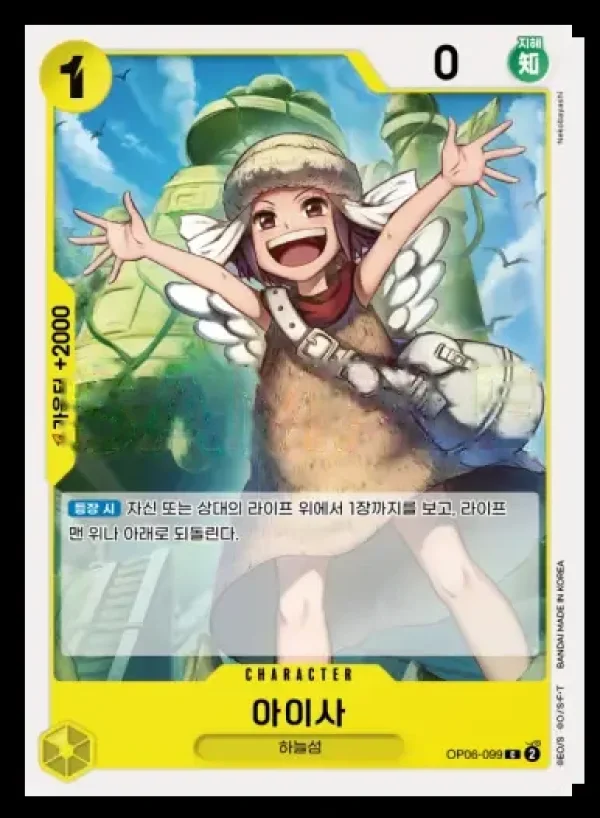 1
0
지혜
知
Nekobayashi
카운터 +2000
등장 시 자신 또는 상대의 라이프 위에서 1장까지를 보고, 라이프
맨 위나 아래로 되돌린다.
CHARACTER
아이사
하늘섬
OP06-099 C 2
©EO/S ©O/S·F·T BANDAI MADE IN KOREA